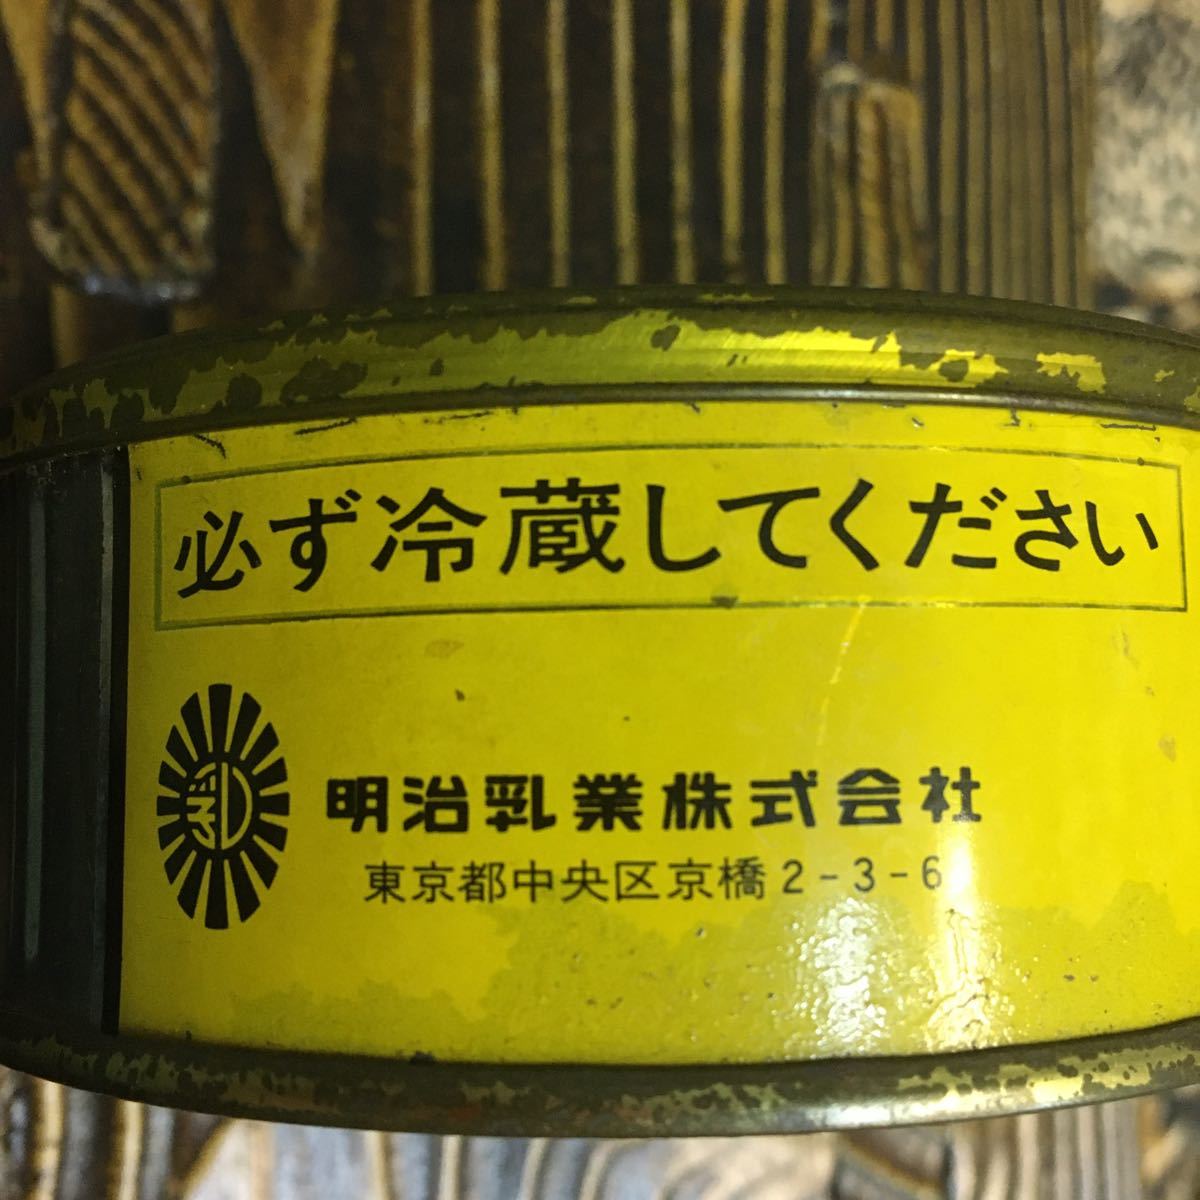 必ず冷蔵してください
明治乳業株式会社
東京都中央区京橋2-3-6